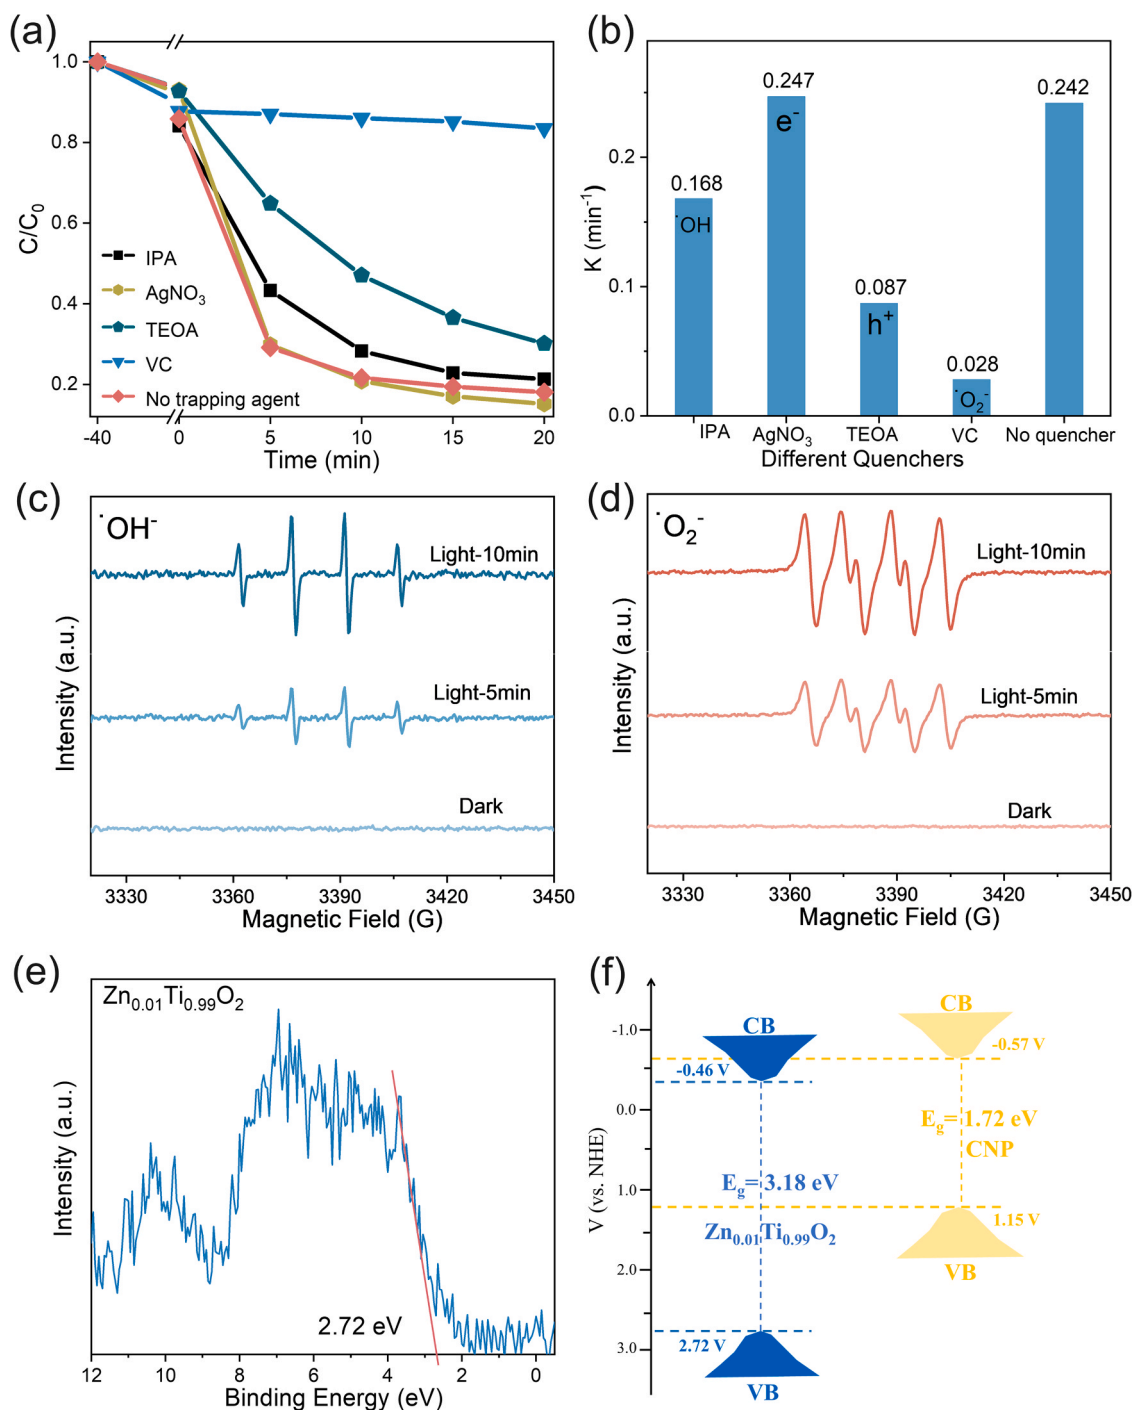 (a)
1.0
0.8
0.6
0.4
0.2
C/C0
IPA
AgNO3
TEOA
VC
No trapping agent
-40 0 5 10 15 20
Time (min)
(b)
0.2
0.1
0.0
K (min-1)
0.168
·OH
0.247
e-
0.087
h+
0.028
·O2-
0.242
IPA AgNO3 TEOA VC No quencher
Different Quenchers
(c)
·OH-
Light-10min
Light-5min
Dark
Intensity (a.u.)
3330 3360 3390 3420 3450
Magnetic Field (G)
(d)
·O2-
Light-10min
Light-5min
Dark
Intensity (a.u.)
3330 3360 3390 3420 3450
Magnetic Field (G)
(e)
Zn0.01Ti0.99O2
2.72 eV
Intensity (a.u.)
12 10 8 6 4 2 0
Binding Energy (eV)
(f)
V (vs. NHE)
-1.0
0.0
1.0
2.0
3.0
CB
-0.46 V
Eg= 3.18 eV
Zn0.01Ti0.99O2
2.72 V
VB
CB
-0.57 V
Eg= 1.72 eV
CNP
1.15 V
VB